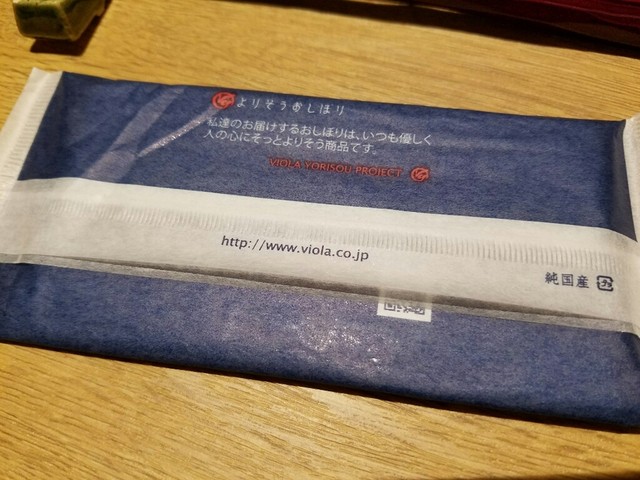 よりそうおしぼり
私達のお届けするおしぼりは、いつも優しく
人の心にそっとよりそう商品です。
VIOLA YORISOU PROJECT
http://www.viola.co.jp
純国産